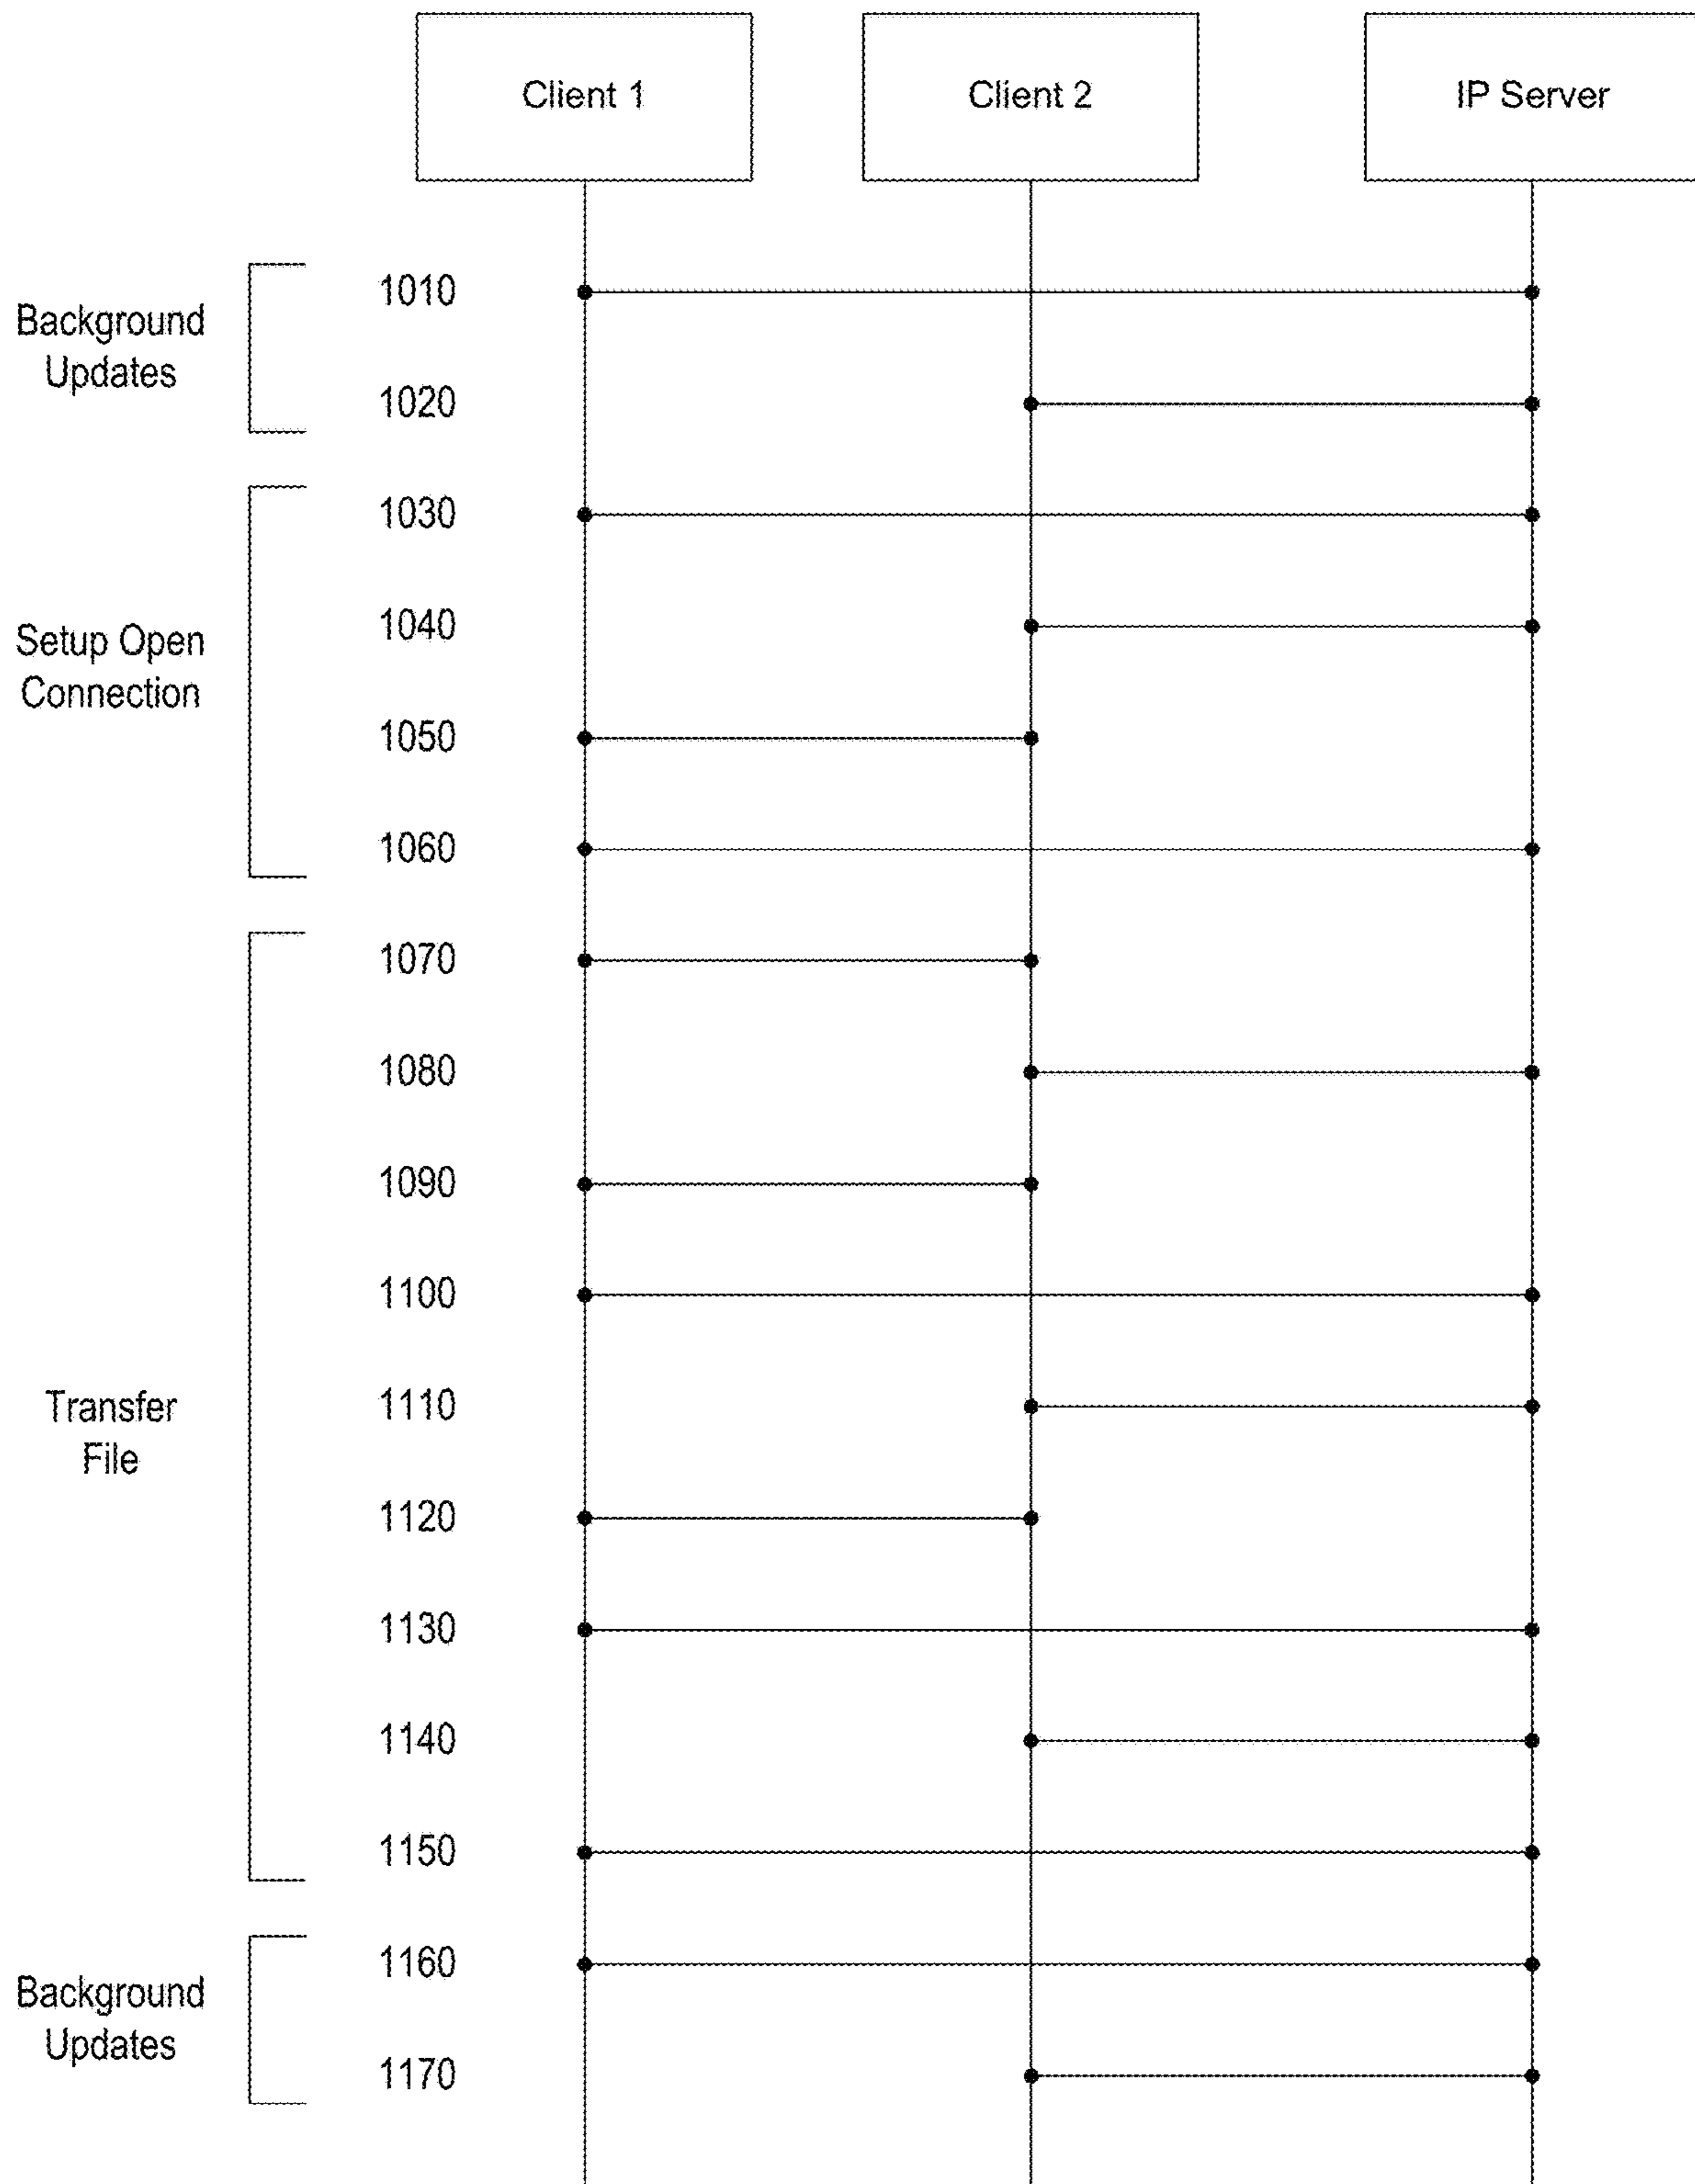 Client 1
Client 2
IP Server
Background
Updates
1010
1020
Setup Open
Connection
1030
1040
1050
1060
Transfer
File
1070
1080
1090
1100
1110
1120
1130
1140
1150
Background
Updates
1160
1170